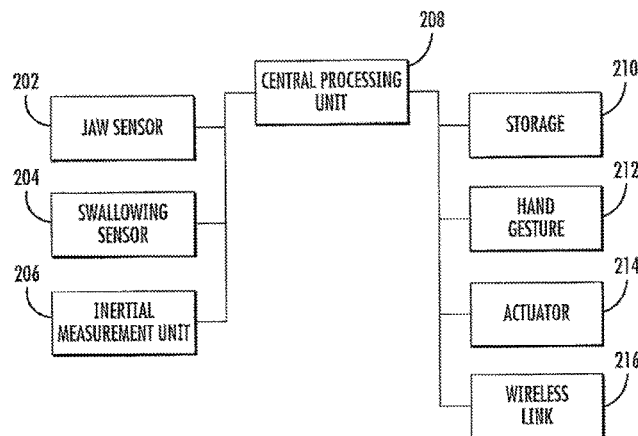 208
202
CENTRAL PROCESSING
UNIT
210
JAW SENSOR
STORAGE
204
212
SWALLOWING
SENSOR
HAND
GESTURE
206
214
INERTIAL
MEASUREMENT UNIT
ACTUATOR
216
WIRELESS
LINK